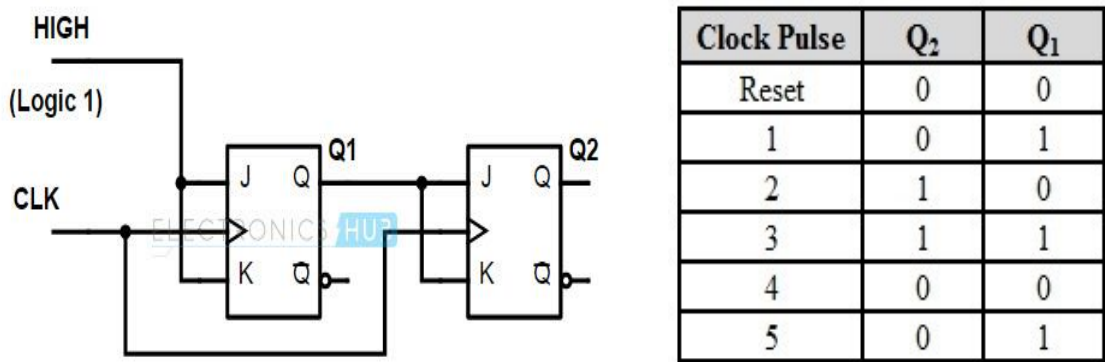 HIGH
(Logic 1)
CLK
Q1
J Q
K Q̅
Q2
J Q
K Q̅
ELECTRONICS HUB
Clock Pulse Q₂ Q₁
Reset 0 0
1 0 1
2 1 0
3 1 1
4 0 0
5 0 1